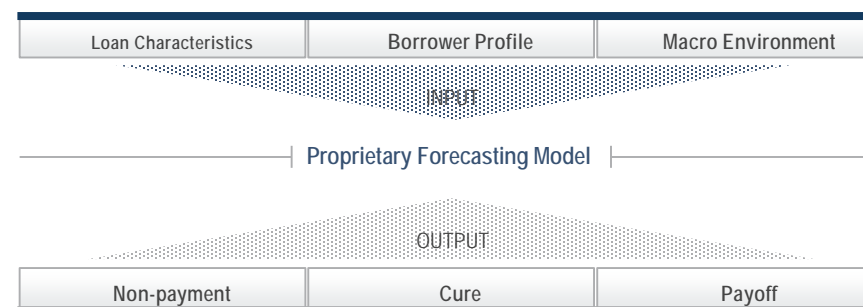 Loan Characteristics Borrower Profile Macro Environment
INPUT
Proprietary Forecasting Model
OUTPUT
Non-payment Cure Payoff